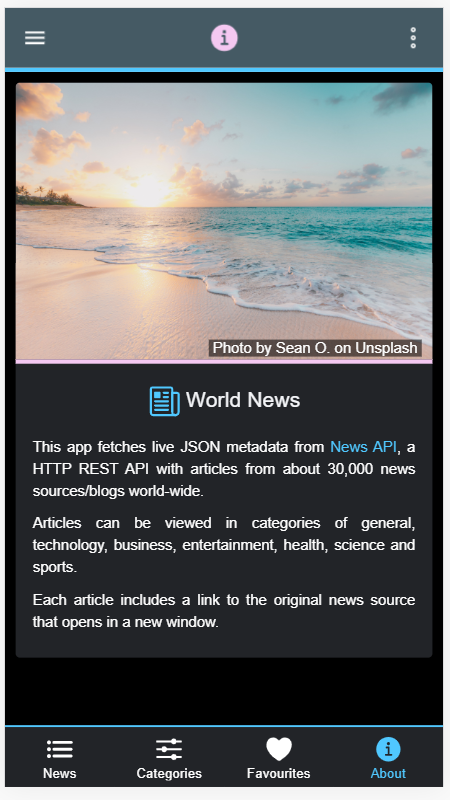 Photo by Sean O. on Unsplash
World News
This app fetches live JSON metadata from News API, a
HTTP REST API with articles from about 30,000 news
sources/blogs world-wide.
Articles can be viewed in categories of general,
technology, business, entertainment, health, science and
sports.
Each article includes a link to the original news source
that opens in a new window.
News Categories Favourites About